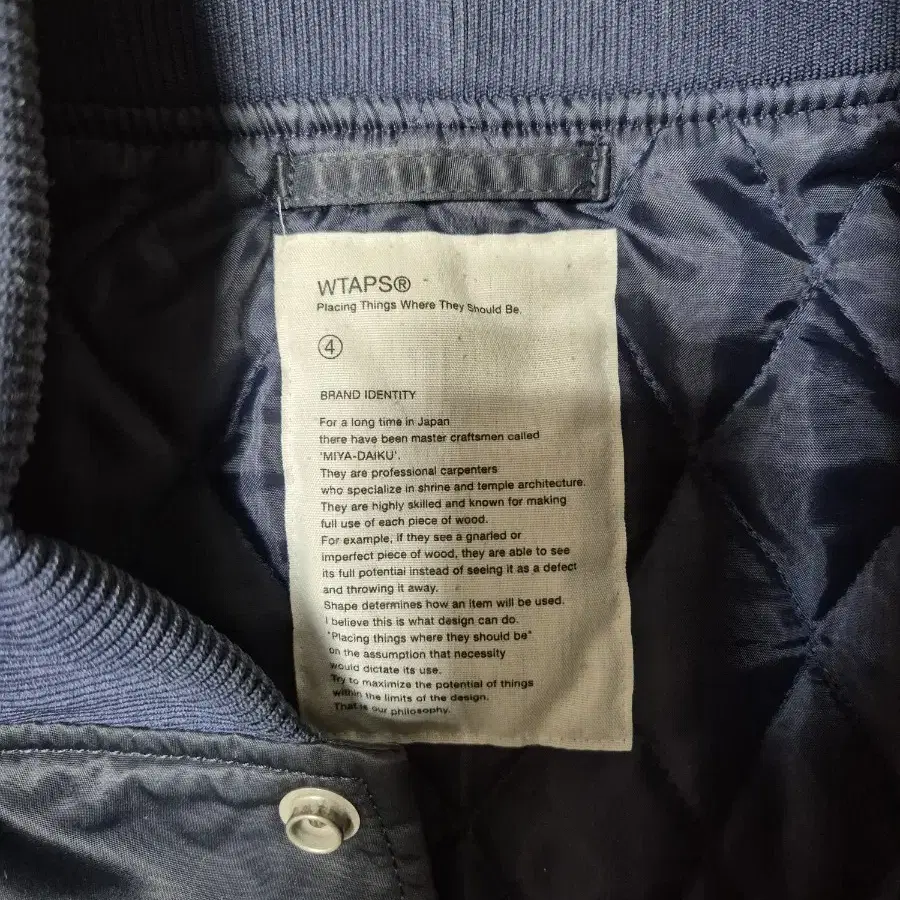 WTAPS®
Placing Things Where They Should Be.
④
BRAND IDENTITY
For a long time in Japan
there have been master craftsmen called
'MIYA-DAIKU'.
They are professional carpenters
who specialize in shrine and temple architecture.
They are highly skilled and known for making
full use of each piece of wood.
For example, if they see a gnarled or
imperfect piece of wood, they are able to see
its full potential instead of seeing it as a defect
and throwing it away.
Shape determines how an item will be used.
I believe this is what design can do.
"Placing things where they should be"
on the assumption that necessity
would dictate its use.
Try to maximize the potential of things
within the limits of the design.
That is our philosophy.